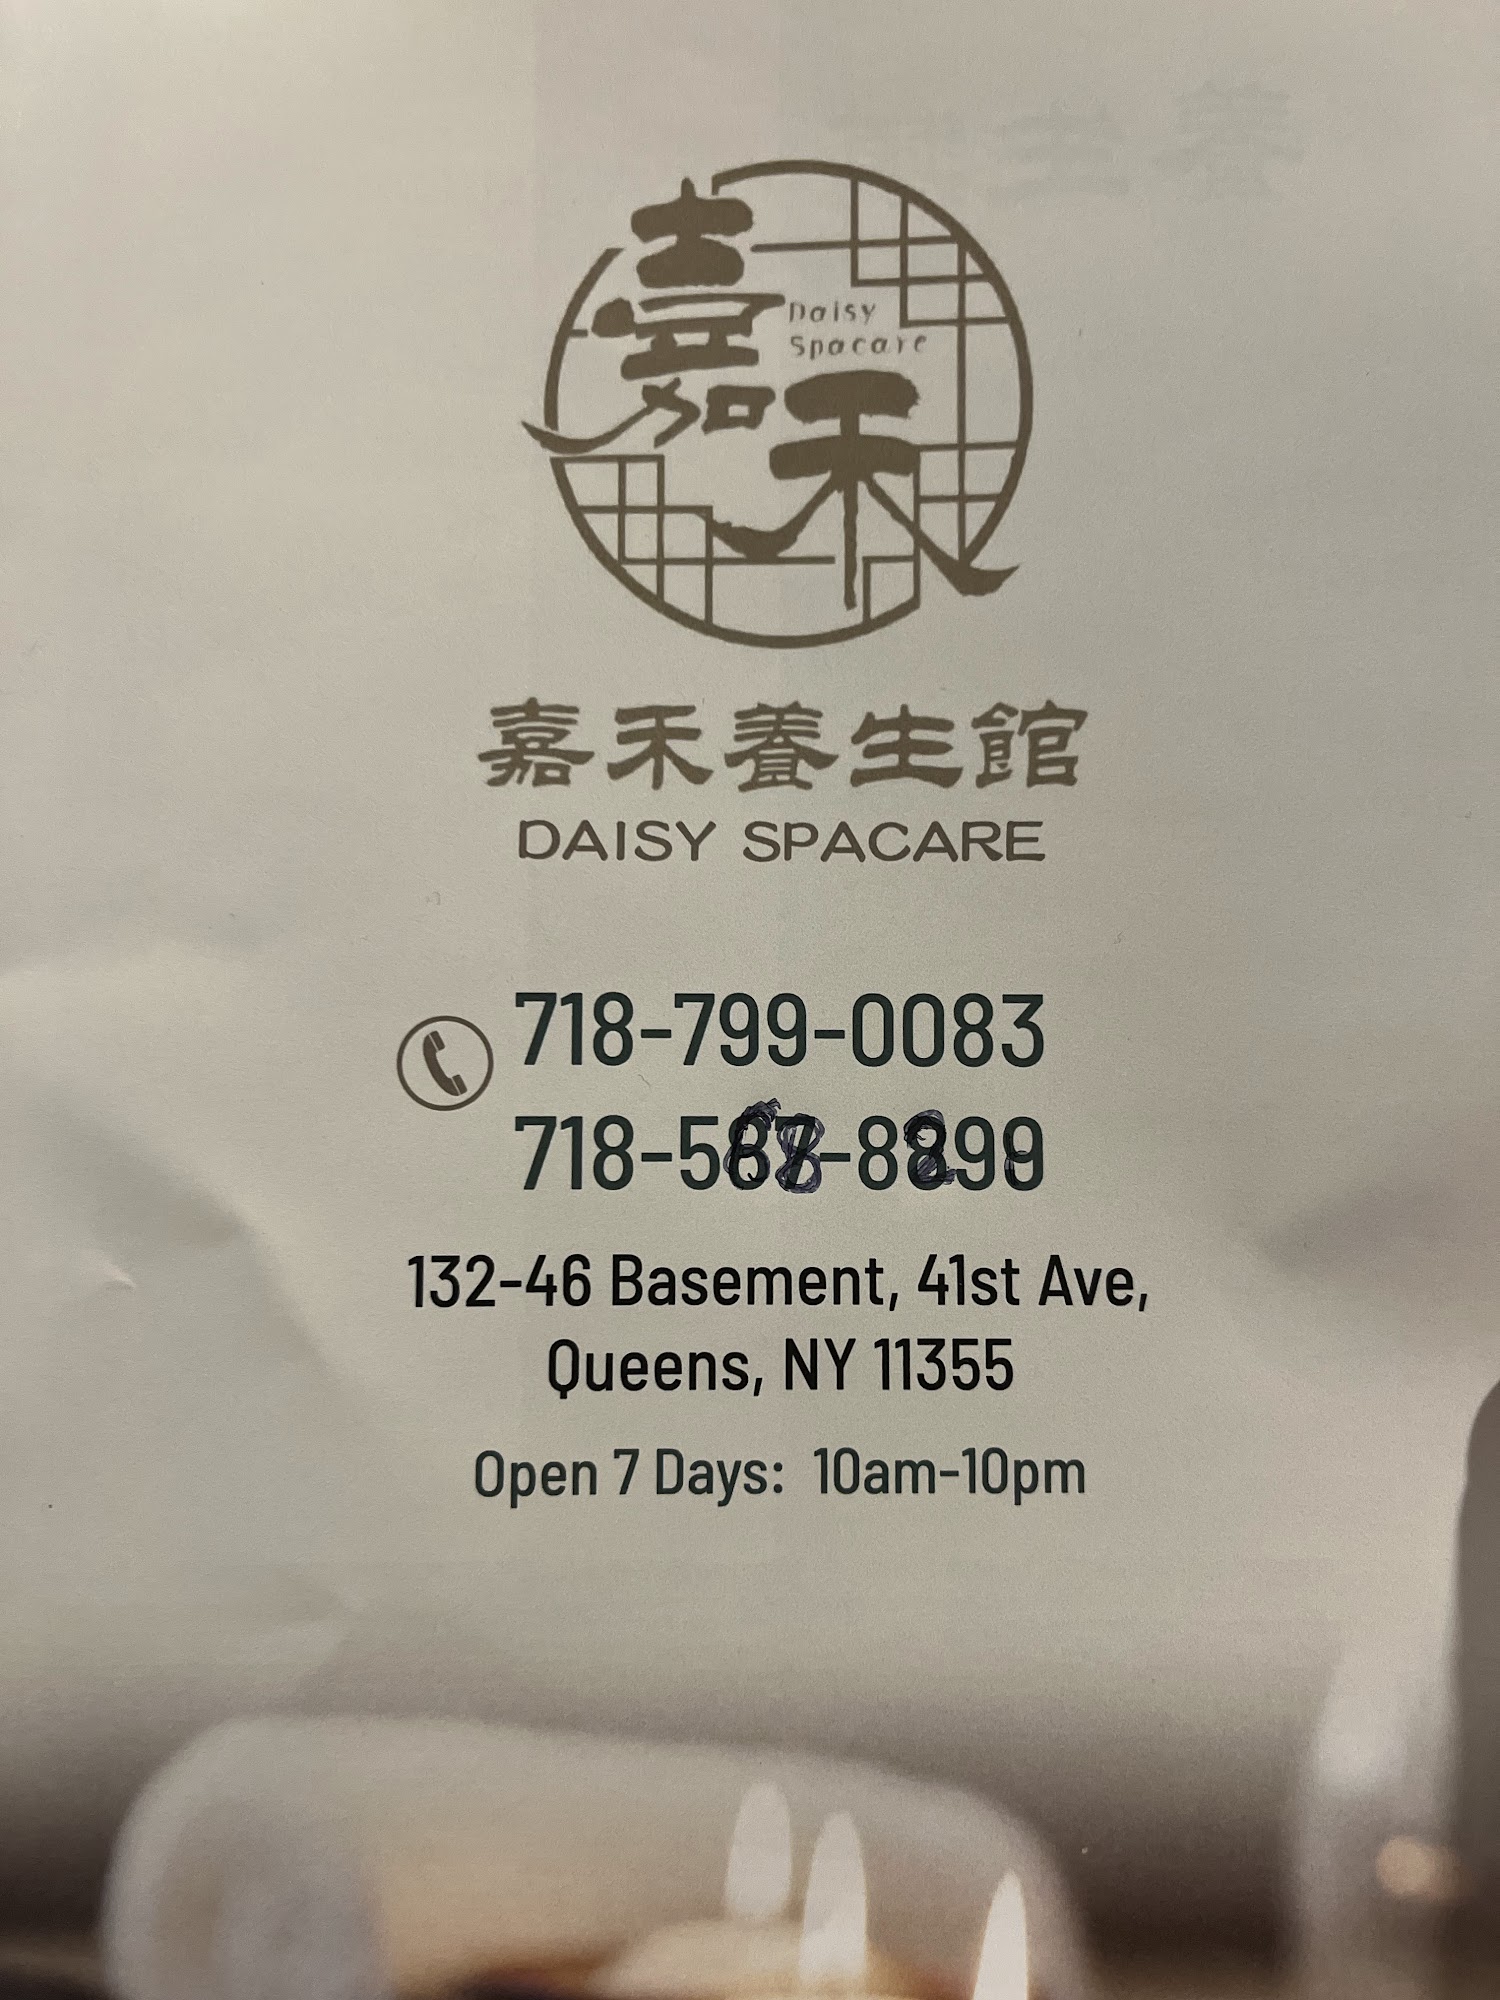 嘉禾
Daisy
Spacare
嘉禾養生館
DAISY SPACARE
718-799-0083
132-46 Basement, 41st Ave,
Queens, NY 11355
Open 7 Days: 10am-10pm